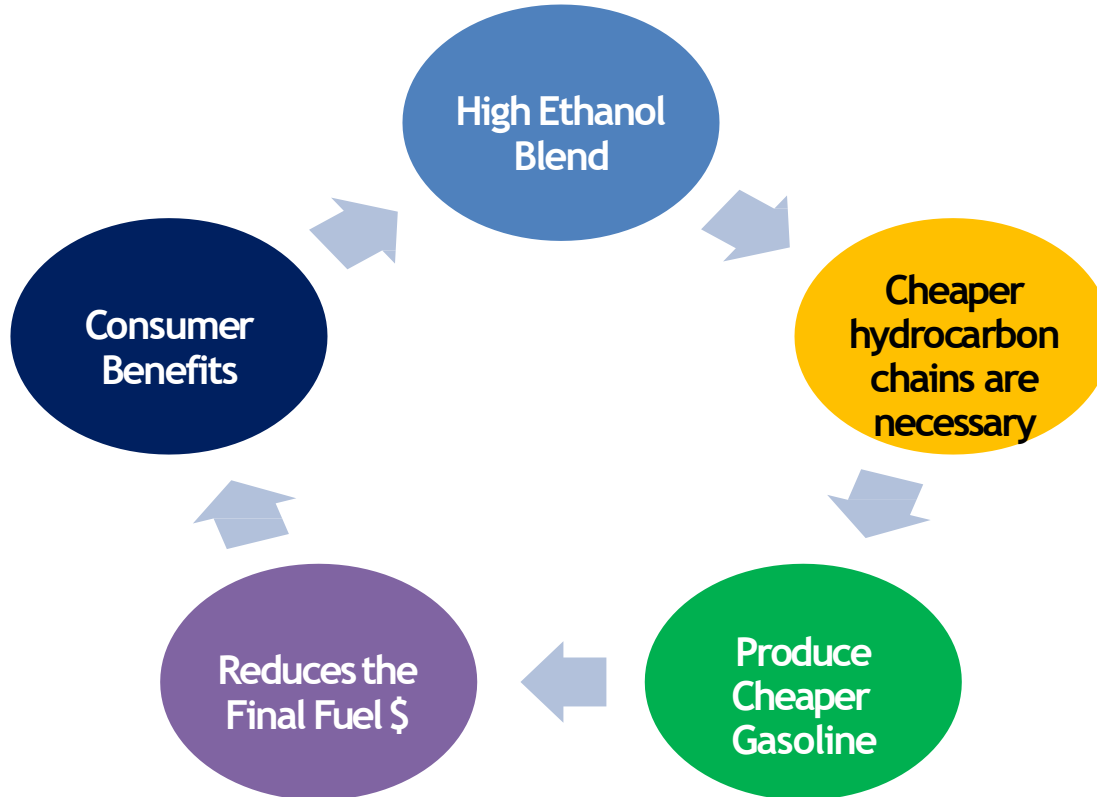 High Ethanol
Blend
Cheaper
hydrocarbon
chains are
necessary
Produce
Cheaper
Gasoline
Reduces the
Final Fuel $
Consumer
Benefits